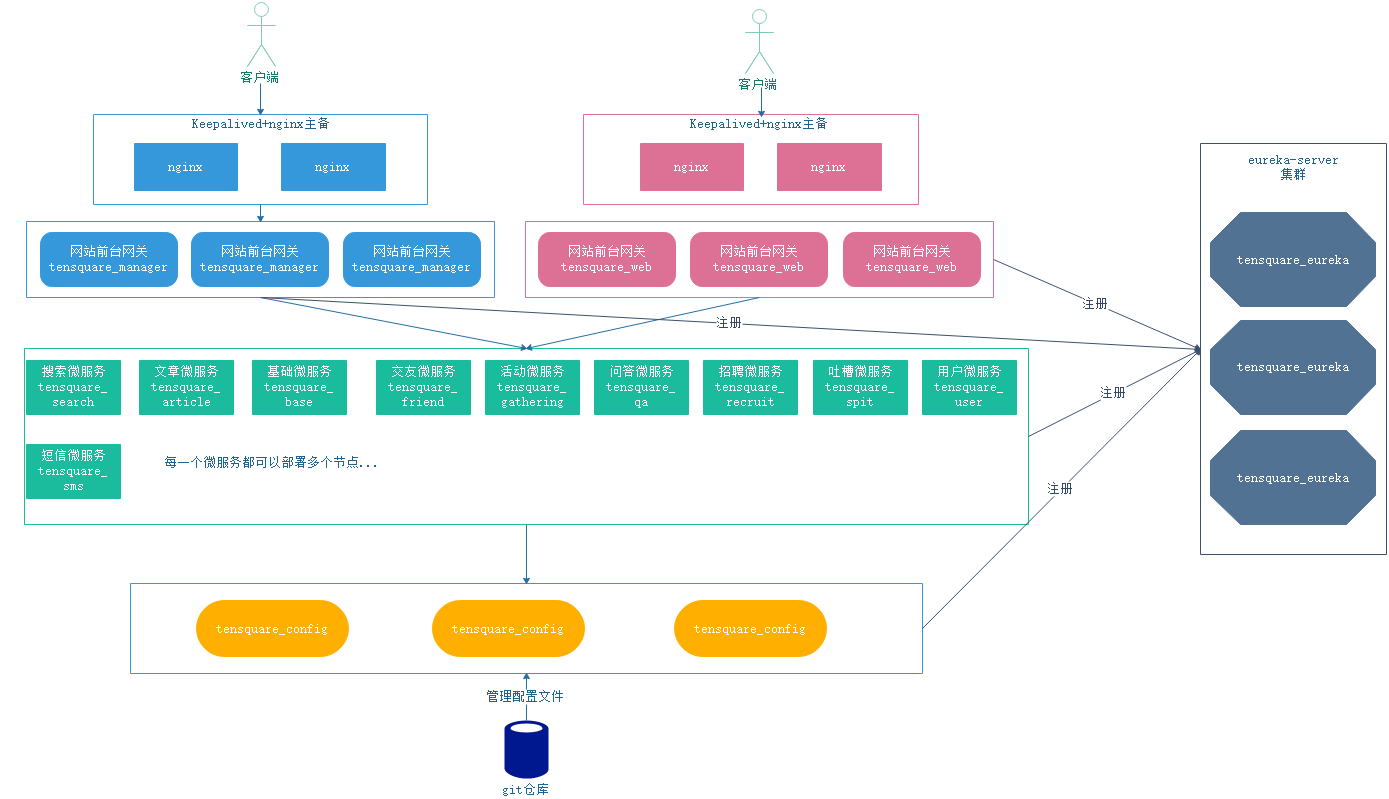 客户端
客户端
Keepalived+nginx主备
nginx
nginx
Keepalived+nginx主备
nginx
nginx
eureka-server
集群
网站前台网关
tensquare_manager
网站前台网关
tensquare_manager
网站前台网关
tensquare_manager
网站前台网关
tensquare_web
网站前台网关
tensquare_web
网站前台网关
tensquare_web
tensquare_eureka
tensquare_eureka
tensquare_eureka
注册
注册
注册
注册
搜索微服务
tensquare_
search
文章微服务
tensquare_
article
基础微服务
tensquare_
base
交友微服务
tensquare_
friend
活动微服务
tensquare_
gathering
问答微服务
tensquare_
qa
招聘微服务
tensquare_
recruit
吐槽微服务
tensquare_
spit
用户微服务
tensquare_
user
短信微服务
tensquare_
sms
每一个微服务都可以部署多个节点...
tensquare_config
tensquare_config
tensquare_config
管理配置文件
git仓库